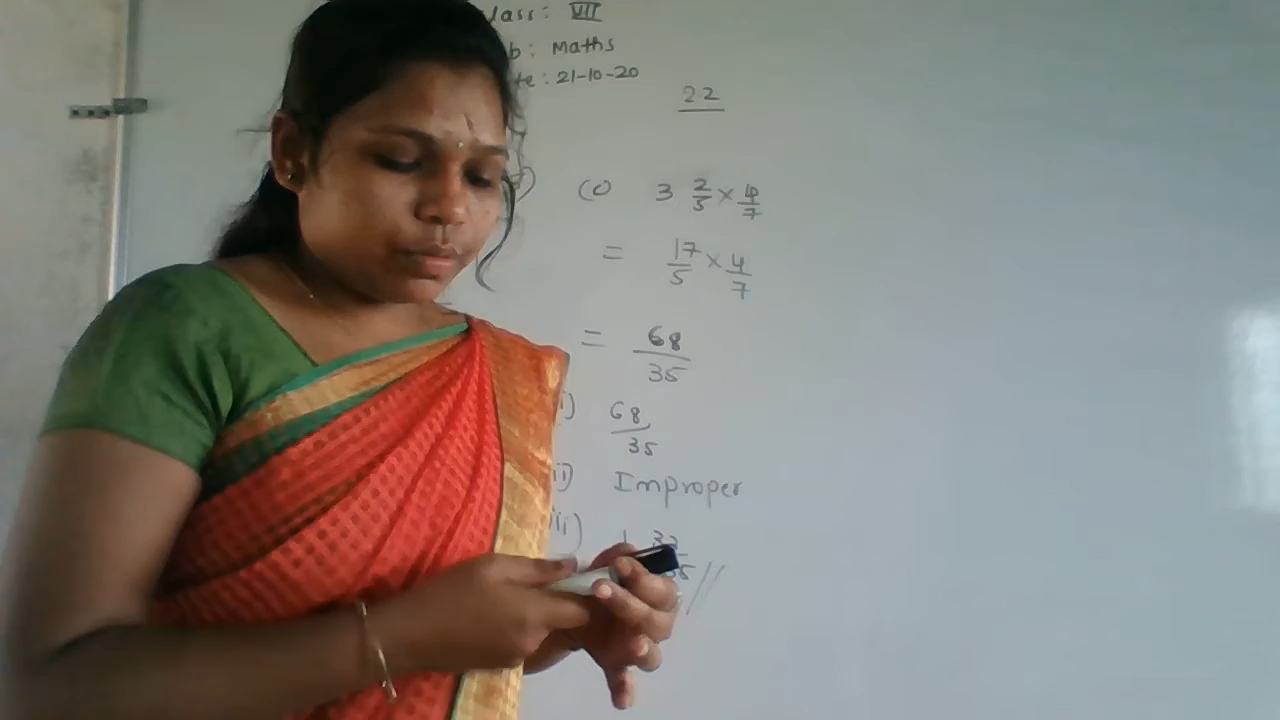 lass: VII
b: Maths
te: 21-10-20
22
) (c) 3 2/5 × 4/7
= 17/5 × 4/7
= 68/35
i) 68/35
ii) Improper
iii) 1 33/35 //